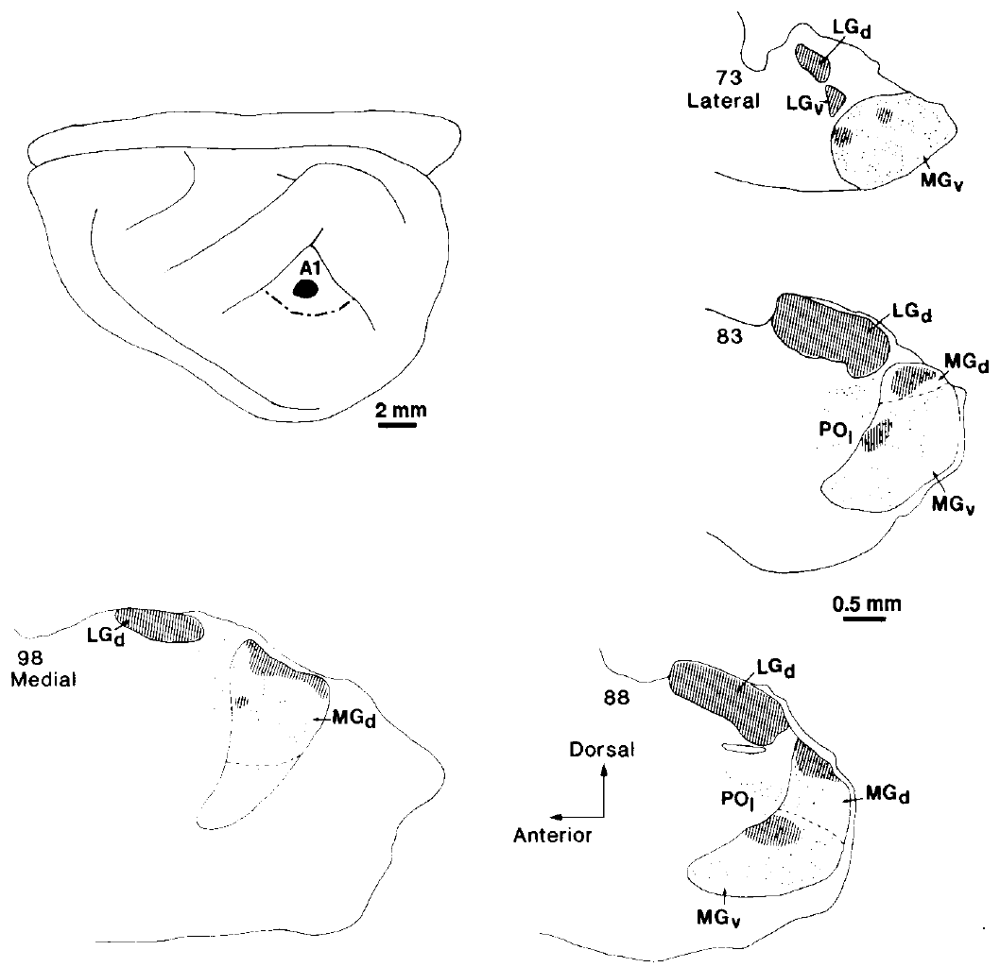 A1
2 mm
73
Lateral
LGd
LGv
MGv
83
LGd
MGd
POl
MGv
0.5 mm
98
Medial
LGd
MGd
88
LGd
Dorsal
Anterior
POl
MGd
MGv